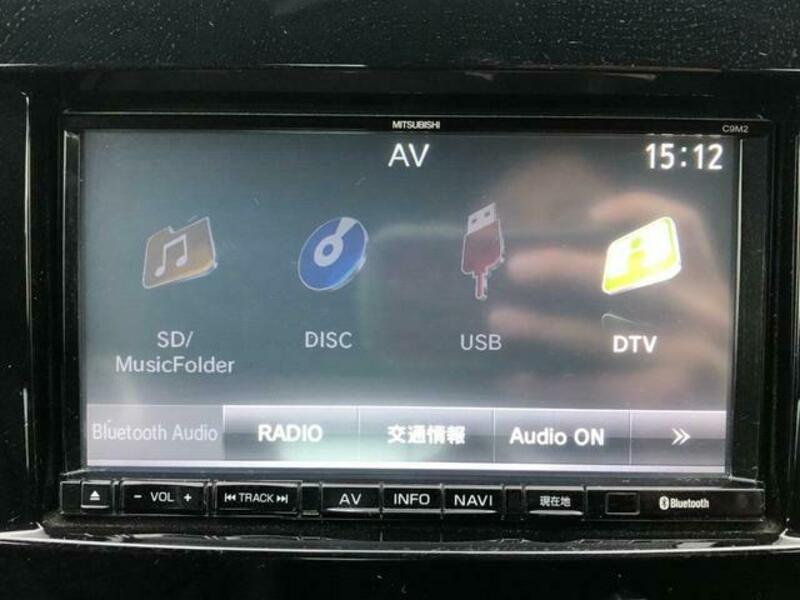 MITSUBISHI
C9M2
AV
15:12
SD/
MusicFolder
DISC
USB
DTV
Bluetooth Audio
RADIO
交通情報
Audio ON
≫
− VOL +
TRACK
AV
INFO
NAVI
現在地
Bluetooth